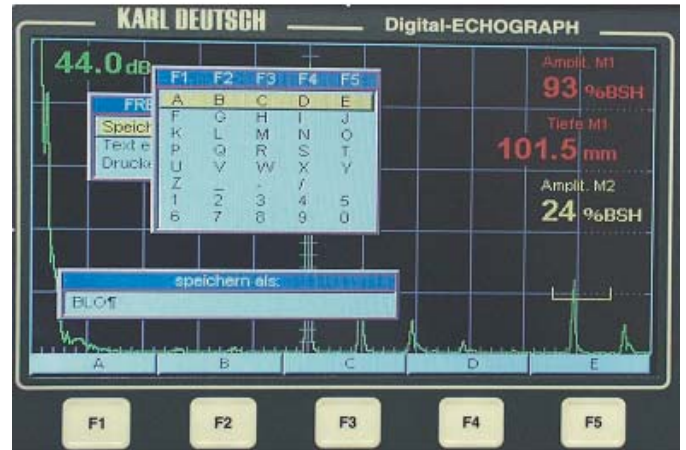 KARL DEUTSCH Digital-ECHOGRAPH
44.0 dB
Amplit. M1
93 %BSH
Tiefe M1
101.5 mm
Amplit. M2
24 %BSH
F1 F2 F3 F4 F5
A B C D E
F G H I J
K L M N O
P Q R S T
U V W X Y
Z _ - /
1 2 3 4 5
6 7 8 9 0
Speich
Text e
Drucke
speichern als:
BLO¶
A B C D E
F1 F2 F3 F4 F5